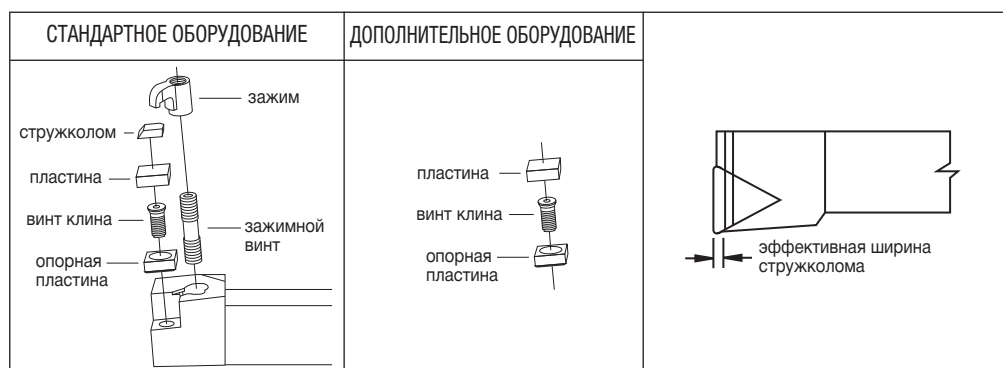 СТАНДАРТНОЕ ОБОРУДОВАНИЕ
зажим
стружколом
пластина
винт клина
зажимной
винт
опорная
пластина
ДОПОЛНИТЕЛЬНОЕ ОБОРУДОВАНИЕ
пластина
винт клина
опорная
пластина
эффективная ширина
стружколома